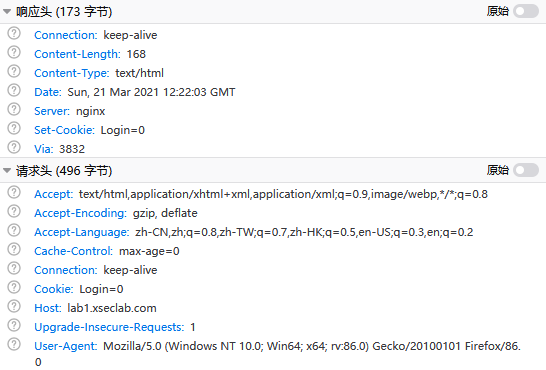 响应头 (173 字节) 原始
Connection: keep-alive
Content-Length: 168
Content-Type: text/html
Date: Sun, 21 Mar 2021 12:22:03 GMT
Server: nginx
Set-Cookie: Login=0
Via: 3832
请求头 (496 字节) 原始
Accept: text/html,application/xhtml+xml,application/xml;q=0.9,image/webp,*/*;q=0.8
Accept-Encoding: gzip, deflate
Accept-Language: zh-CN,zh;q=0.8,zh-TW;q=0.7,zh-HK;q=0.5,en-US;q=0.3,en;q=0.2
Cache-Control: max-age=0
Connection: keep-alive
Cookie: Login=0
Host: lab1.xseclab.com
Upgrade-Insecure-Requests: 1
User-Agent: Mozilla/5.0 (Windows NT 10.0; Win64; x64; rv:86.0) Gecko/20100101 Firefox/86.
0